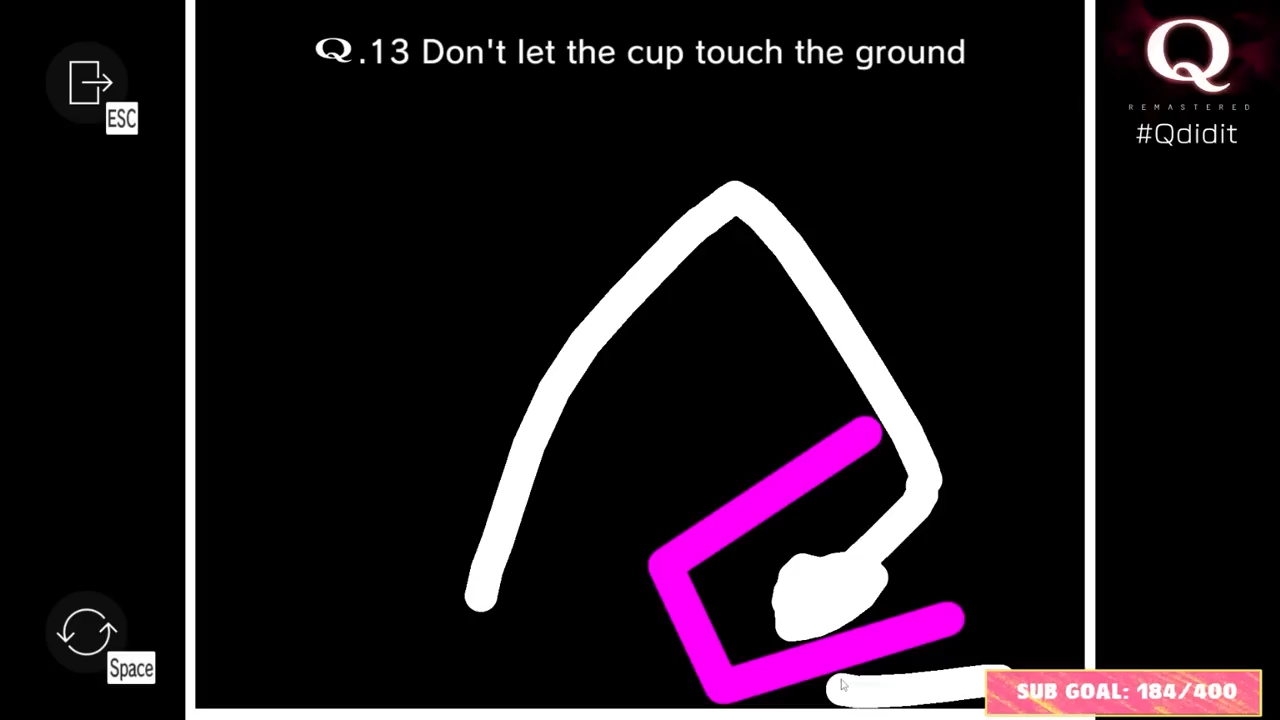 Q.13 Don't let the cup touch the ground
ESC
Q
REMASTERED
#Qdidit
Space
SUB GOAL: 184/400